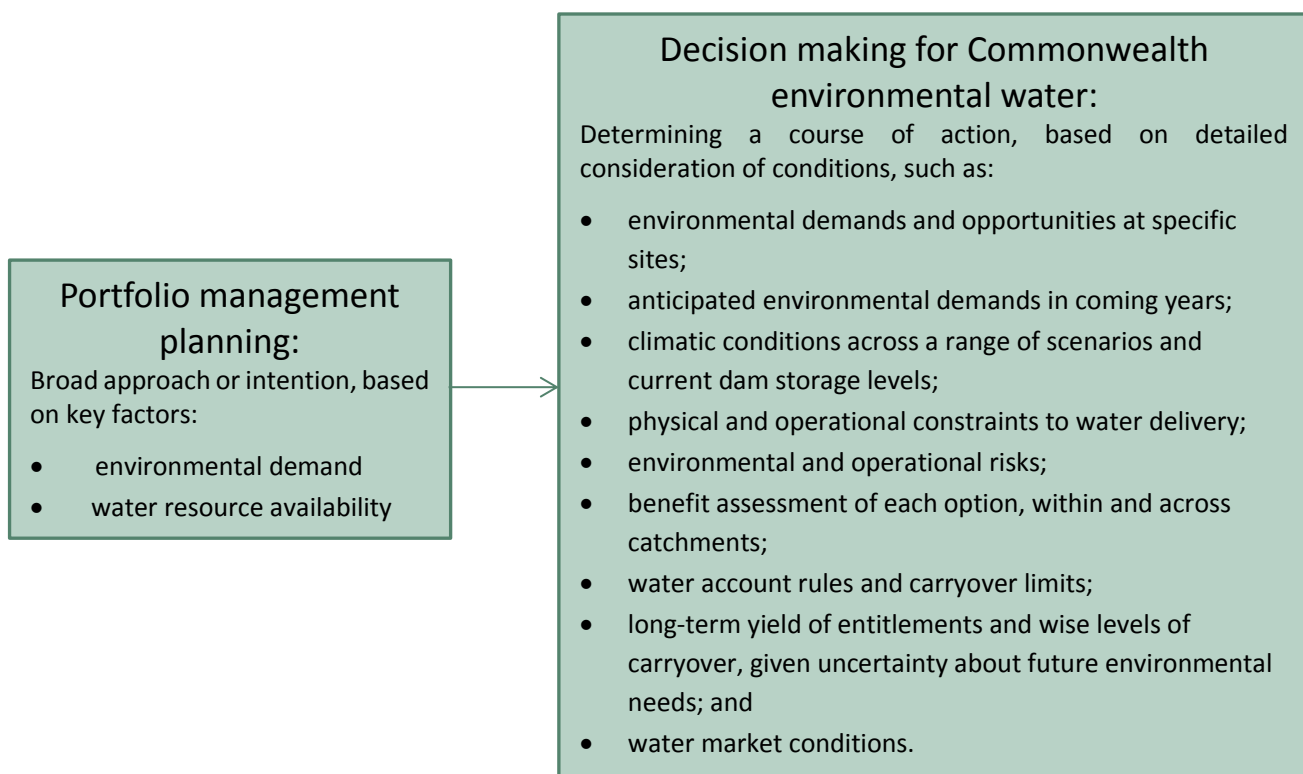 Portfolio management
planning:
Broad approach or intention, based
on key factors:
• environmental demand
• water resource availability
Decision making for Commonwealth
environmental water:
Determining a course of action, based on detailed
consideration of conditions, such as:
• environmental demands and opportunities at specific
sites;
• anticipated environmental demands in coming years;
• climatic conditions across a range of scenarios and
current dam storage levels;
• physical and operational constraints to water delivery;
• environmental and operational risks;
• benefit assessment of each option, within and across
catchments;
• water account rules and carryover limits;
• long-term yield of entitlements and wise levels of
carryover, given uncertainty about future environmental
needs; and
• water market conditions.